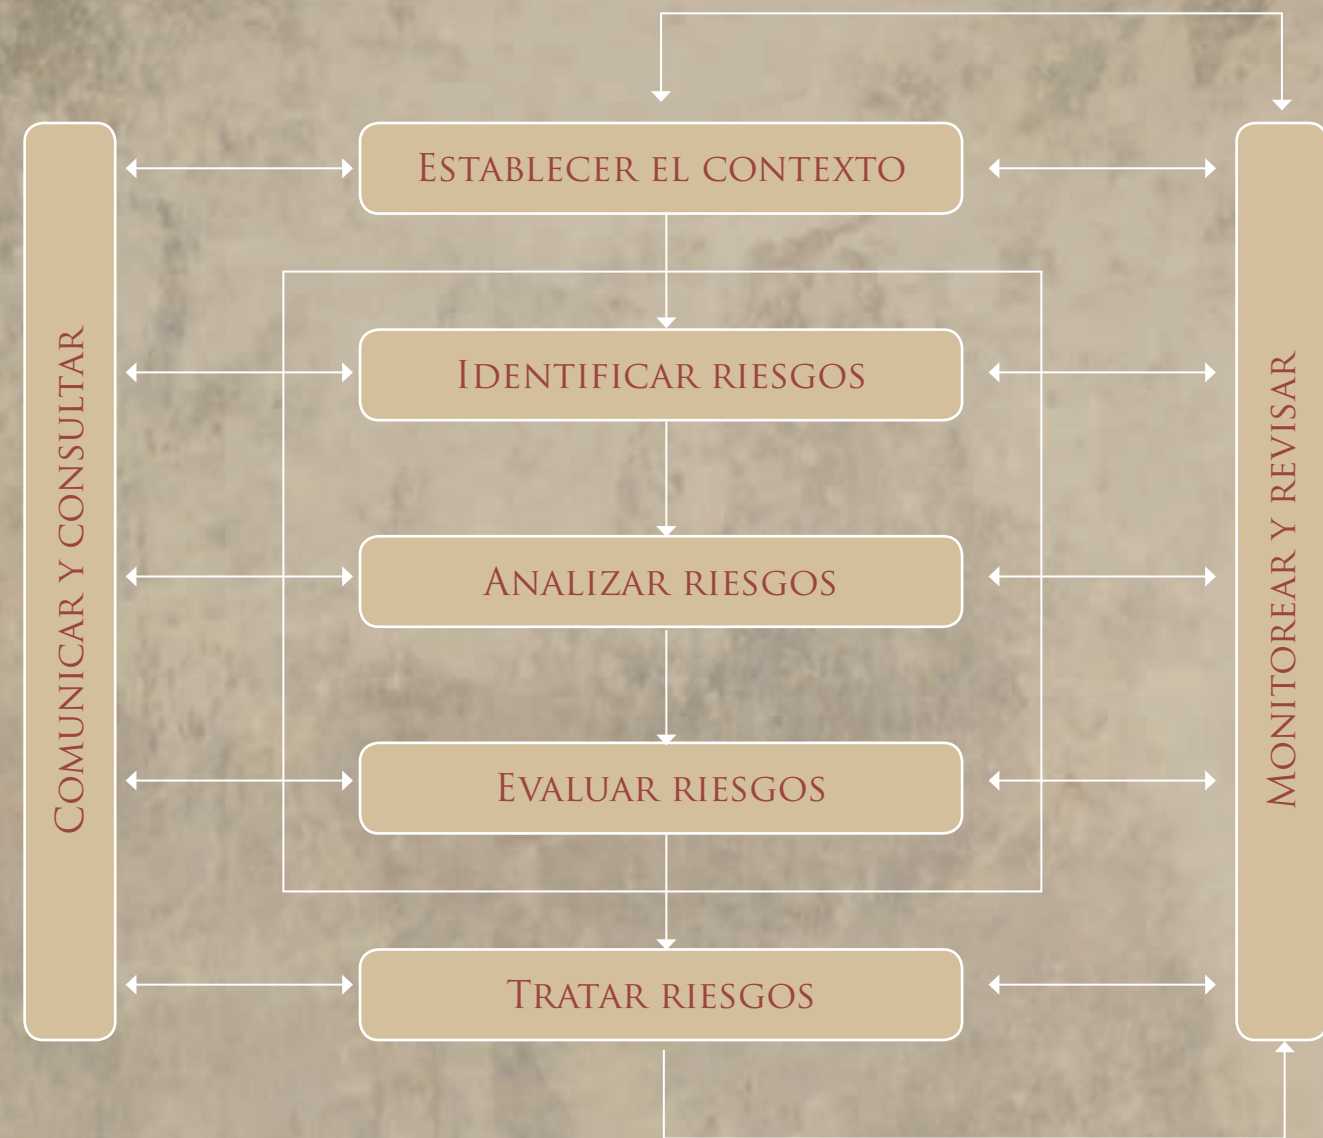 Establecer el contexto
Comunicar y consultar
Identificar riesgos
Analizar riesgos
Evaluar riesgos
Tratar riesgos
Monitorear y revisar